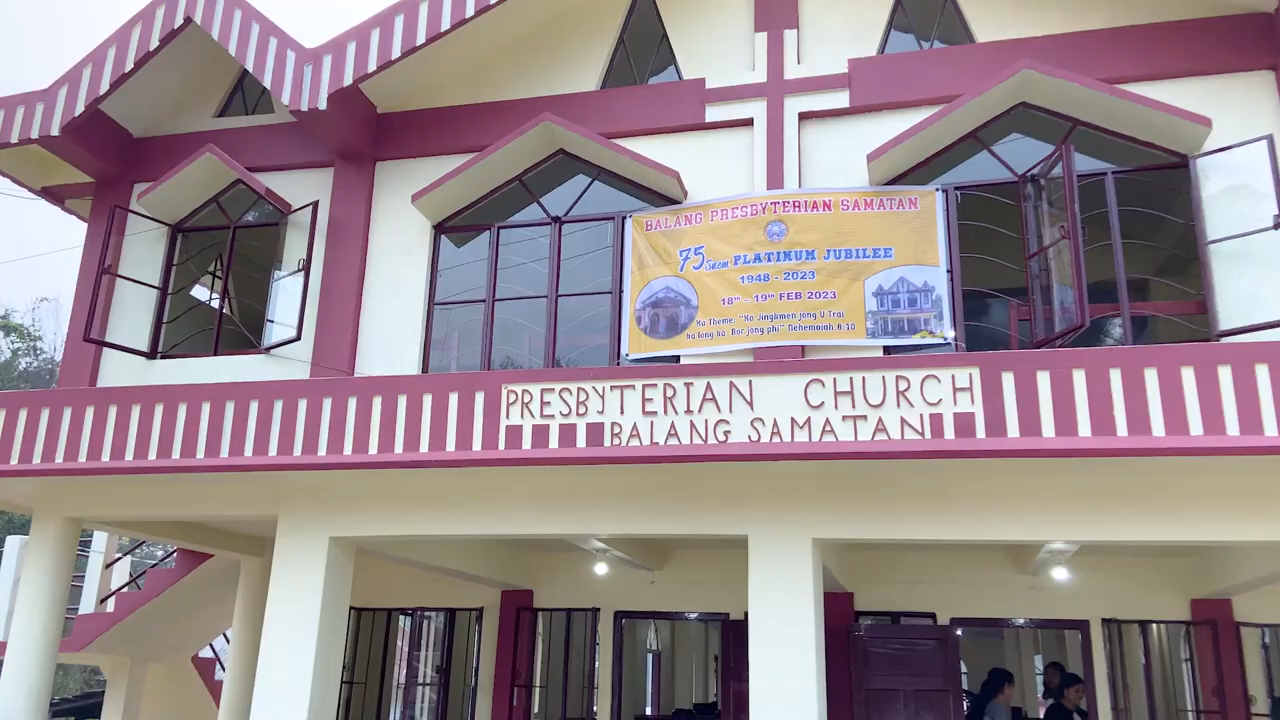 BALANG PRESBYTERIAN SAMATAN
75 Snem PLATINUM JUBILEE
1948 - 2023
18th - 19th FEB 2023
Ka Theme: "Ka Jingkmen jong U Trai
ka long ka Bor jong phi" Nehemaiah.8:10
PRESBYTERIAN CHURCH
BALANG SAMATAN